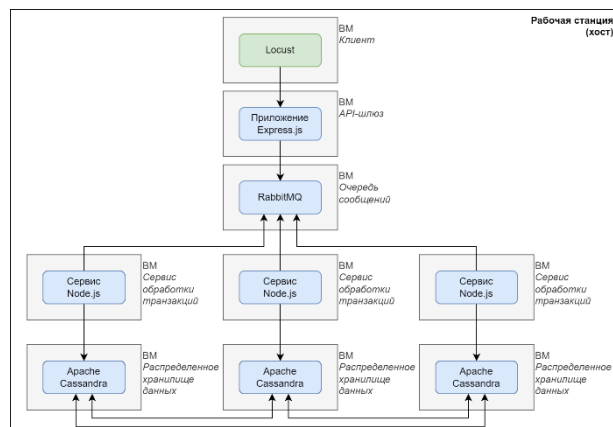 Рабочая станция
(хост)
ВМ
Клиент
Locust
ВМ
API-шлюз
Приложение
Express.js
ВМ
Очередь
сообщений
RabbitMQ
ВМ
Сервис
обработки
транзакций
Сервис
Node.js
ВМ
Сервис
обработки
транзакций
Сервис
Node.js
ВМ
Сервис
обработки
транзакций
Сервис
Node.js
ВМ
Распределенное
хранилище
данных
Apache
Cassandra
ВМ
Распределенное
хранилище
данных
Apache
Cassandra
ВМ
Распределенное
хранилище
данных
Apache
Cassandra